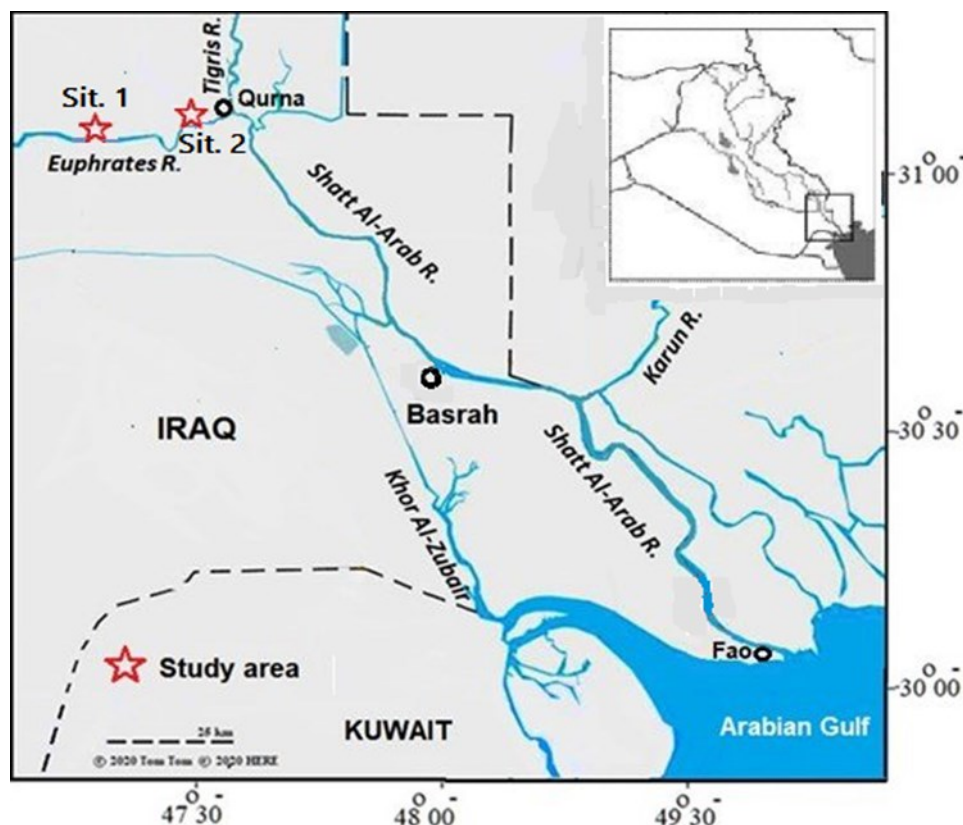 Tigris R.
Sit. 1
Qurna
Sit. 2
Euphrates R.
31° 00-
Shatt Al-Arab R.
Karun R.
Basrah
IRAQ
30° 30-
Shatt Al-Arab R.
Khor Al-Zubair
Fao
Study area
30° 00-
KUWAIT
Arabian Gulf
25 km
© 2020 Tom Tom © 2020 HERE
47° 30-
48° 00-
49° 30-